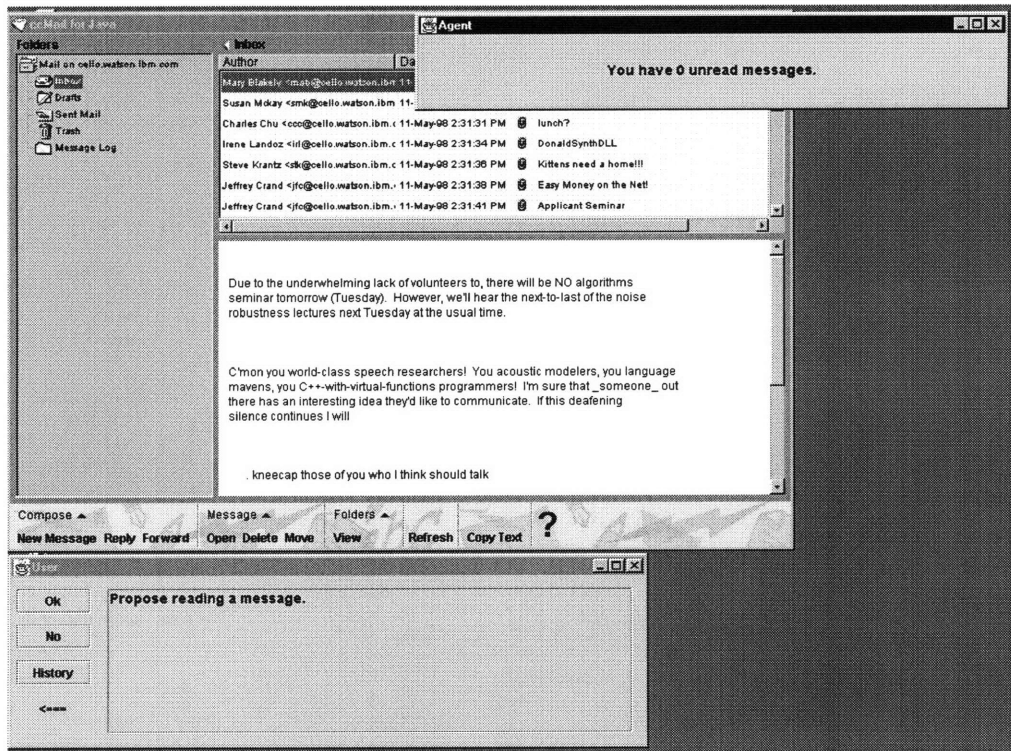 ccMail for Java
Folders
Mail on cello.watson.ibm.com
Inbox
Drafts
Sent Mail
Trash
Message Log
Inbox
Author Da
Mary Blakely <mab@cello.watson.ibm 11-
Susan Mckay <smk@cello.watson.ibm 11-
Charles Chu <ccc@cello.watson.ibm.c 11-May-98 2:31:31 PM lunch?
Irene Landoz <irl@cello.watson.ibm.c 11-May-98 2:31:34 PM DonaldSynthDLL
Steve Krantz <stk@cello.watson.ibm.c 11-May-98 2:31:36 PM Kittens need a home!!!
Jeffrey Crand <jfc@cello.watson.ibm. 11-May-98 2:31:38 PM Easy Money on the Net!
Jeffrey Crand <jfc@cello.watson.ibm. 11-May-98 2:31:41 PM Applicant Seminar
Agent
You have 0 unread messages.
Due to the underwhelming lack of volunteers to, there will be NO algorithms
seminar tomorrow (Tuesday). However, we'll hear the next-to-last of the noise
robustness lectures next Tuesday at the usual time.
C'mon you world-class speech researchers! You acoustic modelers, you language
mavens, you C++-with-virtual-functions programmers! I'm sure that _someone_ out
there has an interesting idea they'd like to communicate. If this deafening
silence continues I will
. kneecap those of you who I think should talk
Compose Message Folders
New Message Reply Forward Open Delete Move View Refresh Copy Text ?
User
Ok
No
History
<===
Propose reading a message.